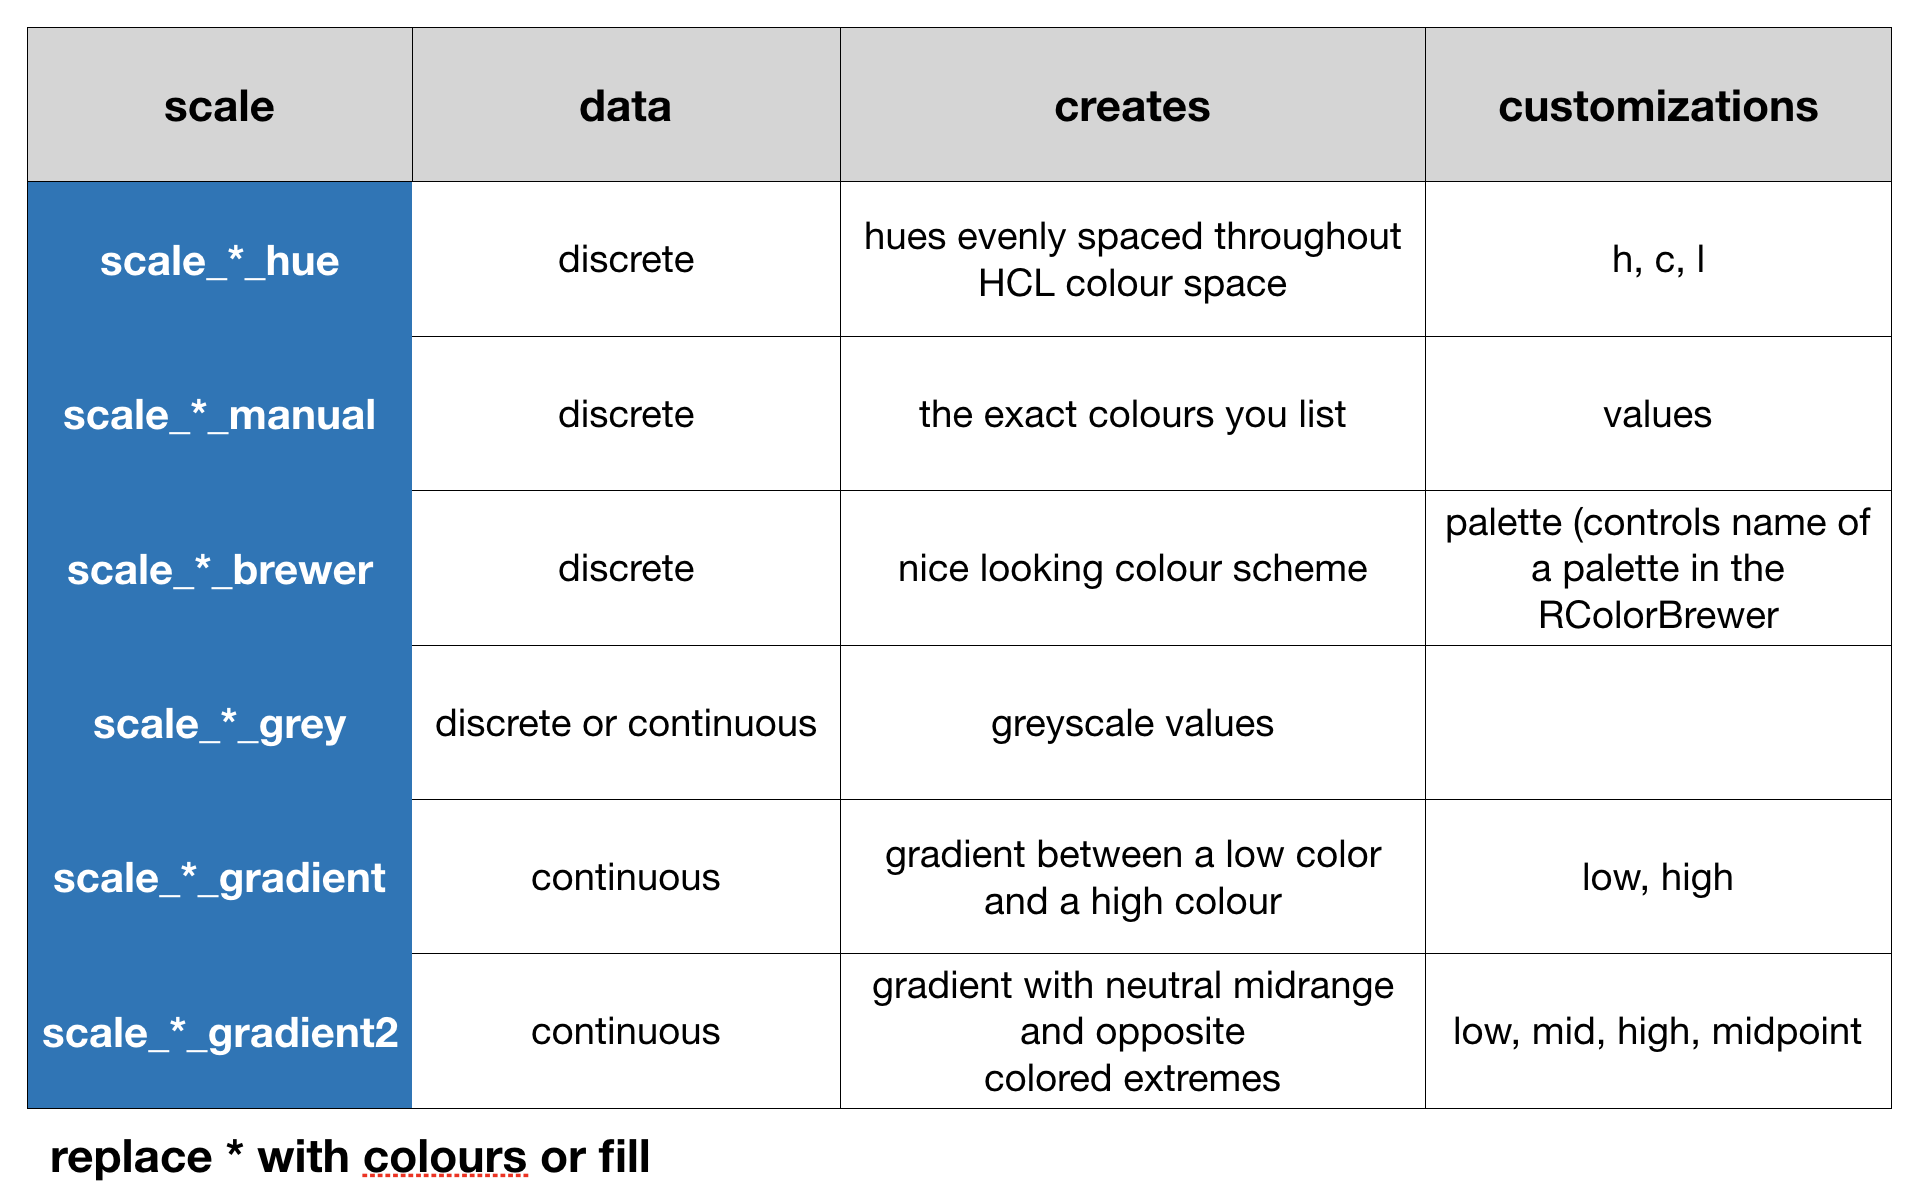 scale
data
creates
customizations
scale_*_hue
discrete
hues evenly spaced throughout
HCL colour space
h, c, l
scale_*_manual
discrete
the exact colours you list
values
scale_*_brewer
discrete
nice looking colour scheme
palette (controls name of
a palette in the
RColorBrewer
scale_*_grey
discrete or continuous
greyscale values
scale_*_gradient
continuous
gradient between a low color
and a high colour
low, high
scale_*_gradient2
continuous
gradient with neutral midrange
and opposite
colored extremes
low, mid, high, midpoint
replace * with colours or fill